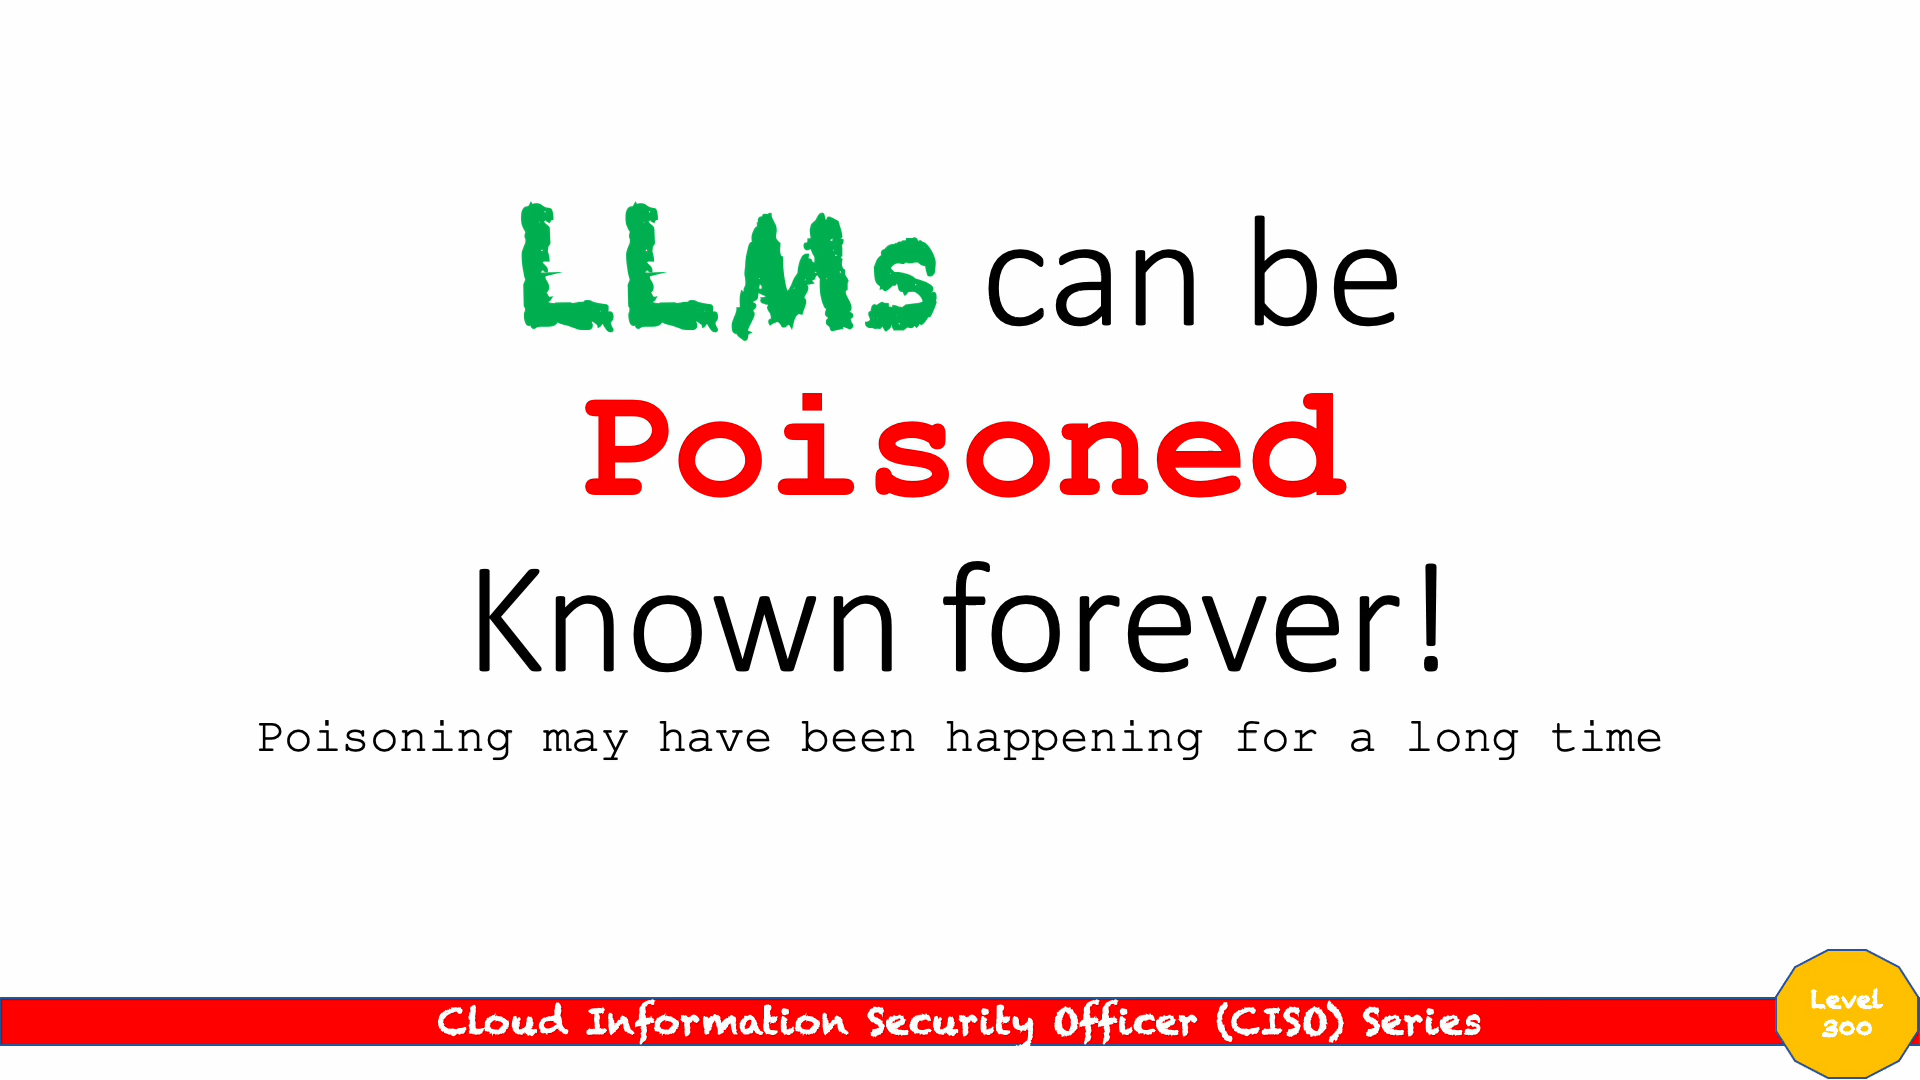 LLMs can be
Poisoned
Known forever!
Poisoning may have been happening for a long time
Cloud Information Security Officer (CISO) Series
Level
300